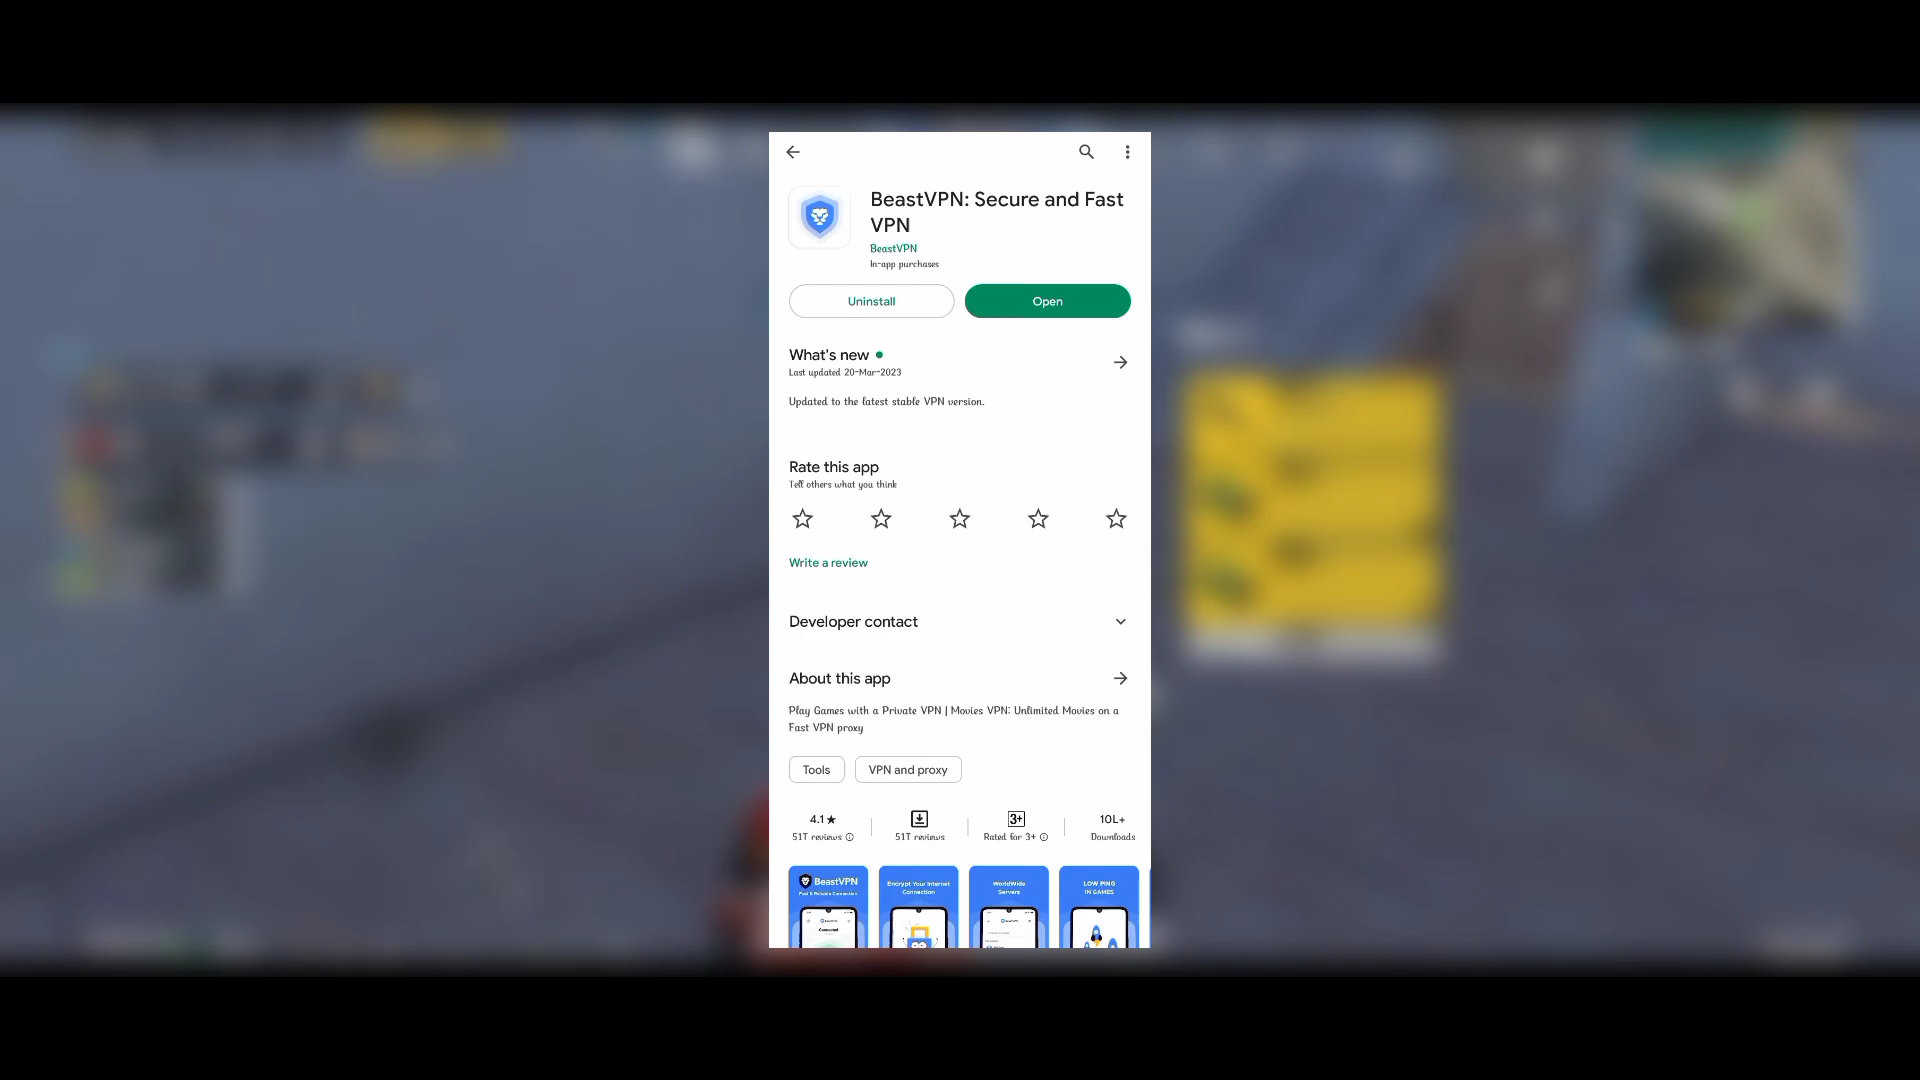 BeastVPN: Secure and Fast
VPN
BeastVPN
In-app purchases
Uninstall
Open
What's new
Last updated 20-Mar-2023
Updated to the latest stable VPN version.
Rate this app
Tell others what you think
Write a review
Developer contact
About this app
Play Games with a Private VPN | Movies VPN: Unlimited Movies on a
Fast VPN proxy
Tools
VPN and proxy
4.1★
51T reviews
51T reviews
3+
Rated for 3+
10L+
Downloads
BeastVPN
Fast & Reliable Connection
Encrypt Your Internet
Connection
WorldWide
Servers
LOW PING
IN GAMES
Connected